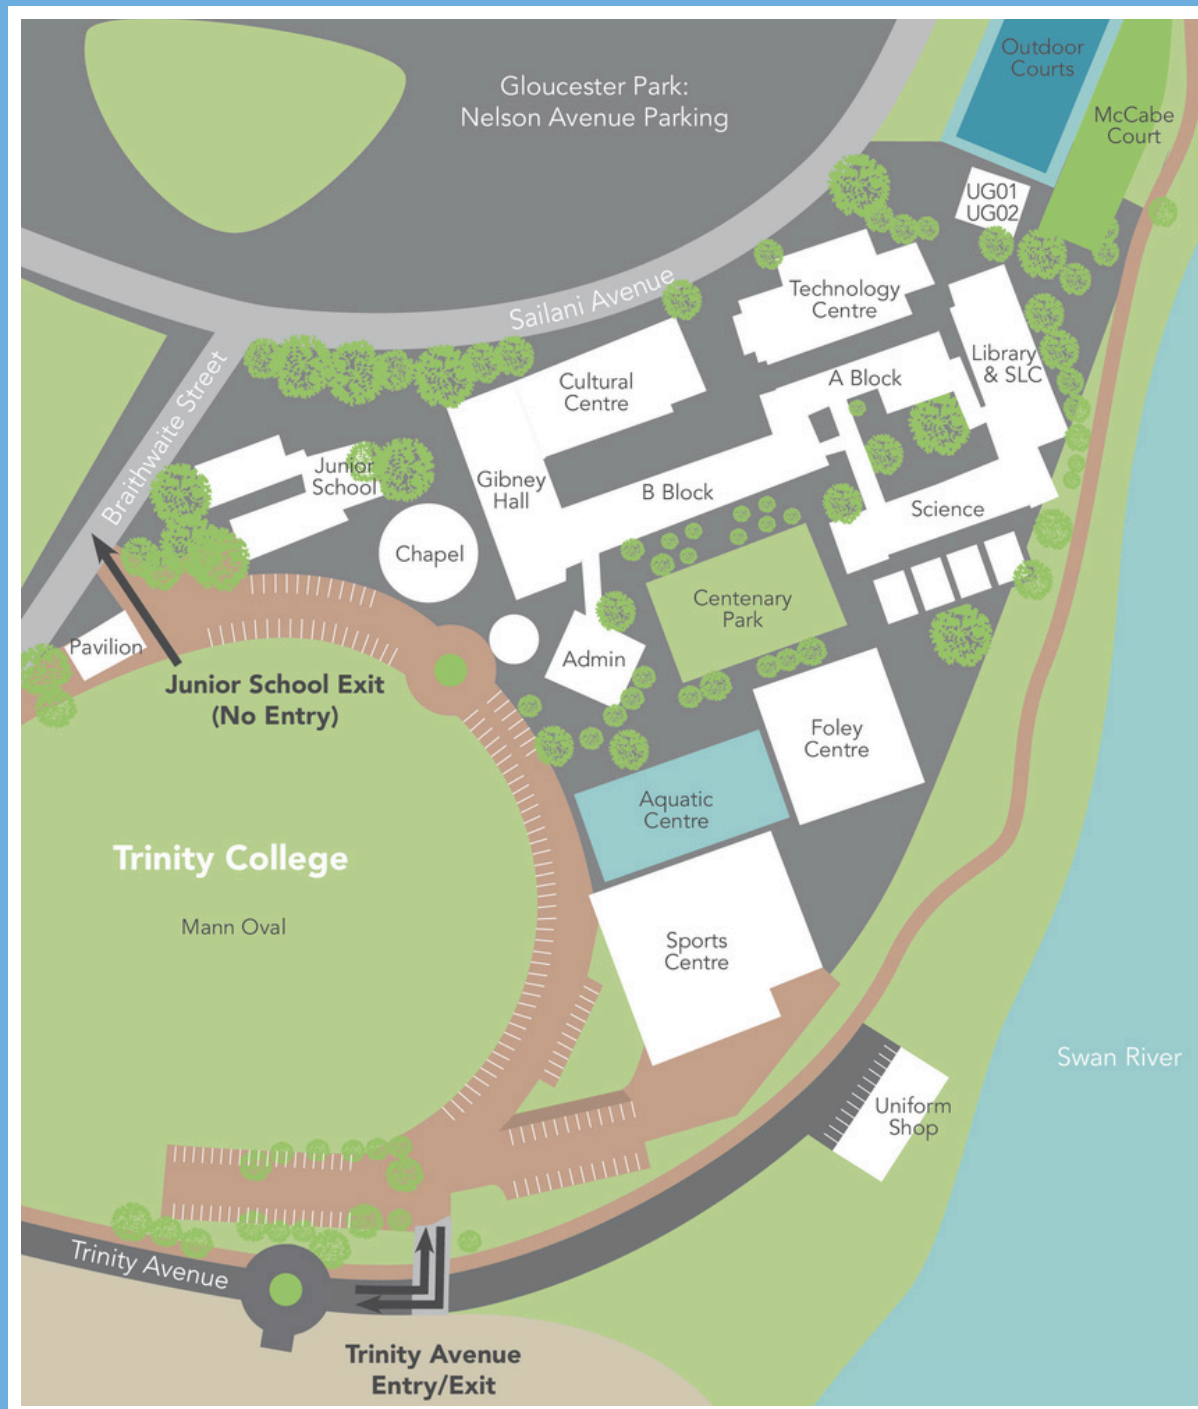 Outdoor
Courts
Gloucester Park:
Nelson Avenue Parking
McCabe
Court
UG01
UG02
Sailani Avenue
Technology
Centre
Library
& SLC
A Block
Cultural
Centre
Braithwaite Street
Junior
School
Gibney
Hall
B Block
Science
Chapel
Centenary
Park
Pavilion
Admin
Junior School Exit
(No Entry)
Foley
Centre
Aquatic
Centre
Trinity College
Mann Oval
Sports
Centre
Swan River
Uniform
Shop
Trinity Avenue
Trinity Avenue
Entry/Exit